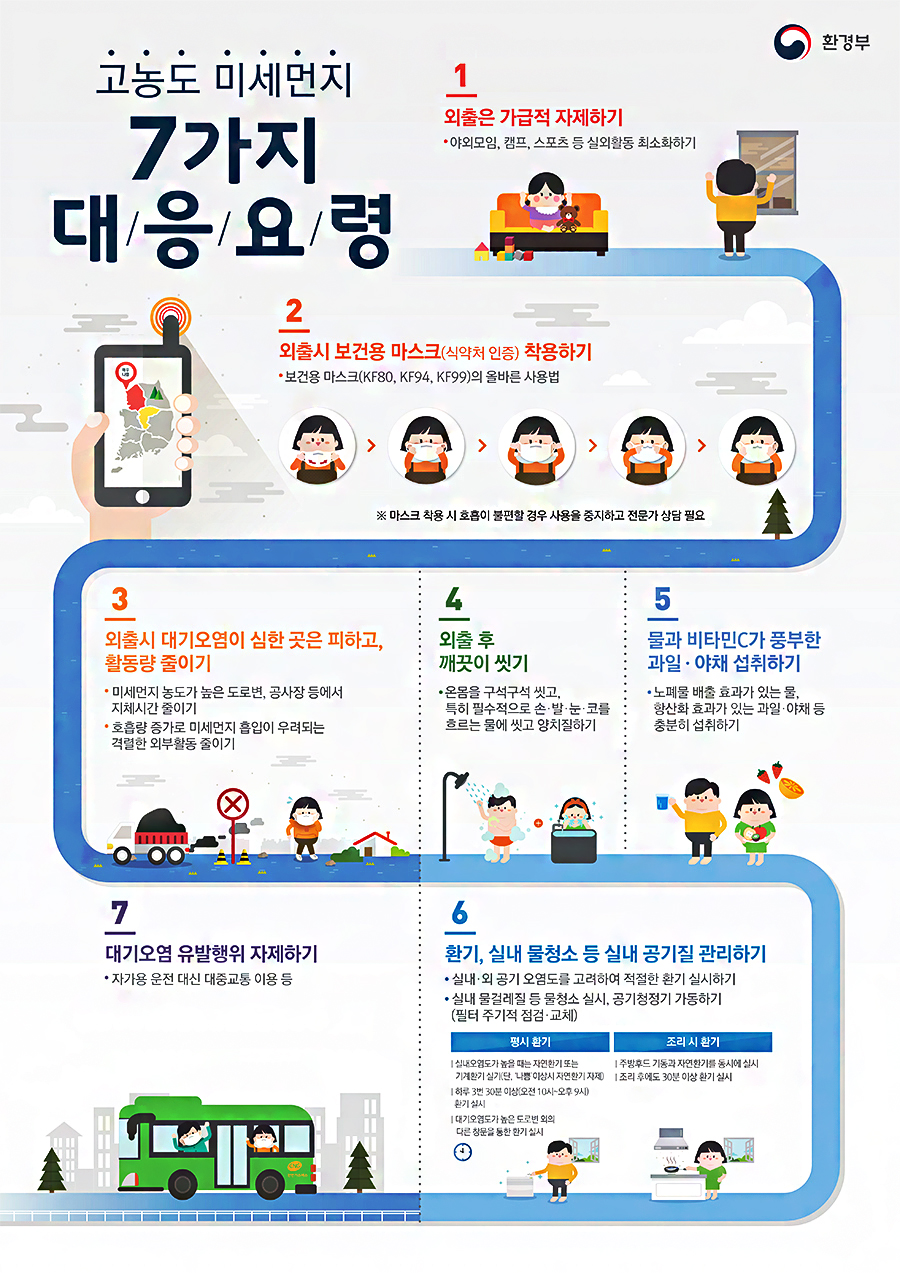 환경부
고농도 미세먼지
7가지
대/응/요/령
1
외출은 가급적 자제하기
•야외모임, 캠프, 스포츠 등 실외활동 최소화하기
2
외출시 보건용 마스크(식약처 인증) 착용하기
•보건용 마스크(KF80, KF94, KF99)의 올바른 사용법
※ 마스크 착용 시 호흡이 불편할 경우 사용을 중지하고 전문가 상담 필요
3
외출시 대기오염이 심한 곳은 피하고,
활동량 줄이기
•미세먼지 농도가 높은 도로변, 공사장 등에서
지체시간 줄이기
•호흡량 증가로 미세먼지 흡입이 우려되는
격렬한 외부활동 줄이기
4
외출 후
깨끗이 씻기
•온몸을 구석구석 씻고,
특히 필수적으로 손·발·눈·코를
흐르는 물에 씻고 양치질하기
5
물과 비타민C가 풍부한
과일·야채 섭취하기
•노폐물 배출 효과가 있는 물,
항산화 효과가 있는 과일·야채 등
충분히 섭취하기
7
대기오염 유발행위 자제하기
•자가용 운전 대신 대중교통 이용 등
6
환기, 실내 물청소 등 실내 공기질 관리하기
•실내·외 공기 오염도를 고려하여 적절한 환기 실시하기
•실내 물걸레질 등 물청소 실시, 공기청정기 가동하기
(필터 주기적 점검·교체)
평시 환기
| 실내오염도가 높을 때는 자연환기 또는
기계환기 실기(단, '나쁨'이상시 자연환기 자제)
| 하루 3번 30분 이상(오전 10시~오후 9시)
환기 실시
| 대기오염도가 높은 도로변 외의
다른 창문을 통한 환기 실시
조리 시 환기
| 주방후드 가동과 자연환기를 동시에 실시
| 조리 후에도 30분 이상 환기 실시